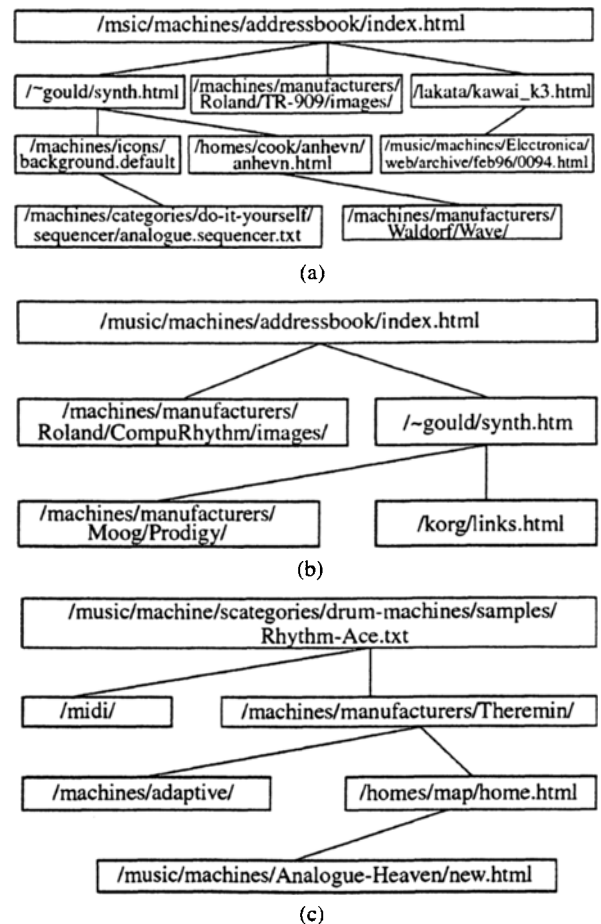 /msic/machines/addressbook/index.html
/~gould/synth.html
/machines/manufacturers/
Roland/TR-909/images/
/lakata/kawai_k3.html
/machines/icons/
background.default
/homes/cook/anhevn/
anhevn.html
/music/machines/Electronica/
web/archive/feb96/0094.html
/machines/categories/do-it-yourself/
sequencer/analogue.sequencer.txt
/machines/manufacturers/
Waldorf/Wave/
(a)
/music/machines/addressbook/index.html
/machines/manufacturers/
Roland/CompuRhythm/images/
/~gould/synth.htm
/machines/manufacturers/
Moog/Prodigy/
/korg/links.html
(b)
/music/machine/scategories/drum-machines/samples/
Rhythm-Ace.txt
/midi/
/machines/manufacturers/Theremin/
/machines/adaptive/
/homes/map/home.html
/music/machines/Analogue-Heaven/new.html
(c)